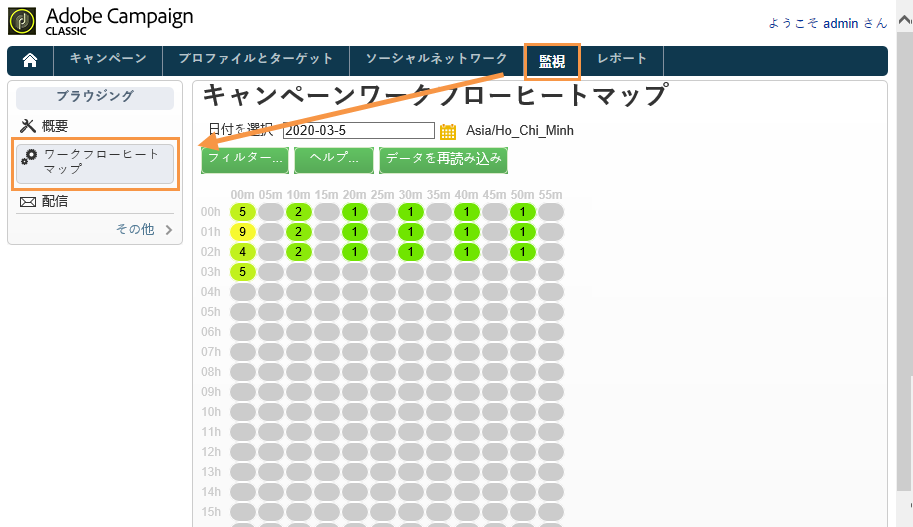 Adobe Campaign
CLASSIC
ようこそ admin さん
キャンペーン プロファイルとターゲット ソーシャルネットワーク 監視 レポート
ブラウジング
概要
ワークフローヒート
マップ
配信
その他
キャンペーンワークフローヒートマップ
日付を選択 2020-03-5 Asia/Ho_Chi_Minh
フィルター... ヘルプ... データを再読み込み
00m 05m 10m 15m 20m 25m 30m 35m 40m 45m 50m 55m
00h 5 2 1 1 1 1
01h 9 2 1 1 1 1
02h 4 2 1 1 1 1
03h 5
04h
05h
06h
07h
08h
09h
10h
11h
12h
13h
14h
15h